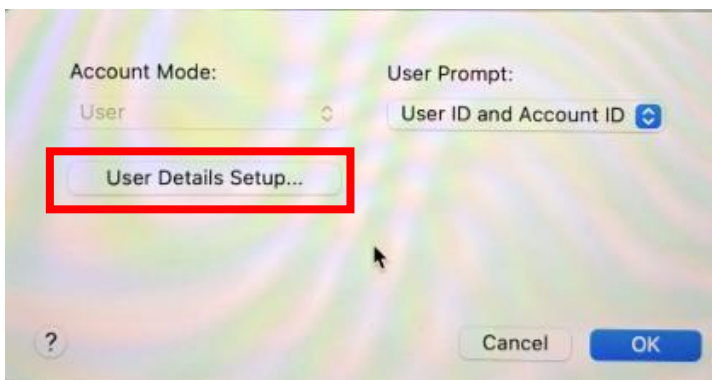 Account Mode:
User Prompt:
User
User ID and Account ID
User Details Setup...
?
Cancel
OK